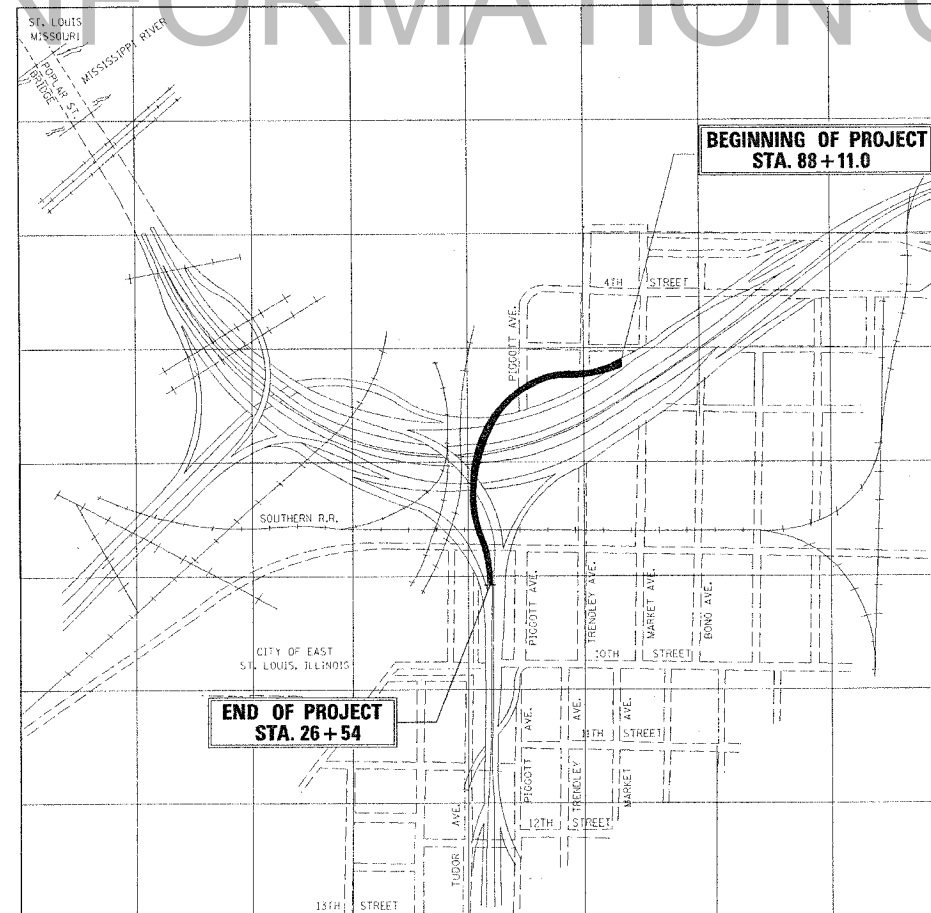 NFORMATION
ST. LOUIS
MISSOURI
MISSISSIPPI RIVER
POPLAR ST.
BRIDGE
BEGINNING OF PROJECT
STA. 88+11.0
4TH STREET
PIGGOTT AVE.
SOUTHERN R.R.
PIGGOTT AVE.
TRENDLEY AVE.
MARKET AVE.
BOND AVE.
10TH STREET
CITY OF EAST
ST. LOUIS, ILLINOIS
END OF PROJECT
STA. 26+54
PIGGOTT AVE.
TRENDLEY AVE.
MARKET AVE.
11TH STREET
12TH STREET
TUDOR AVE.
13TH STREET